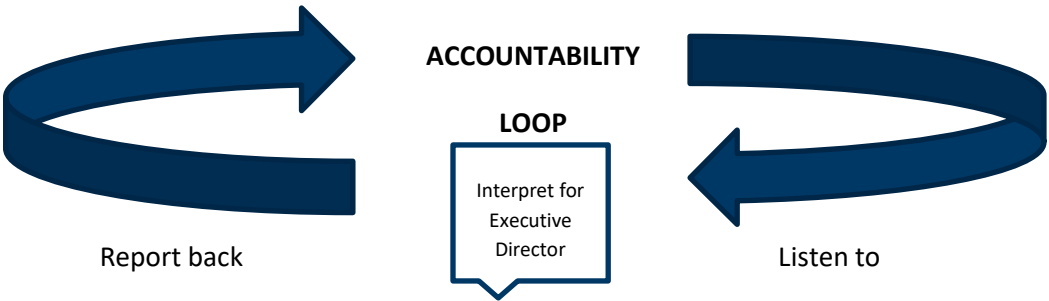 ACCOUNTABILITY
LOOP
Interpret for
Executive
Director
Report back
Listen to